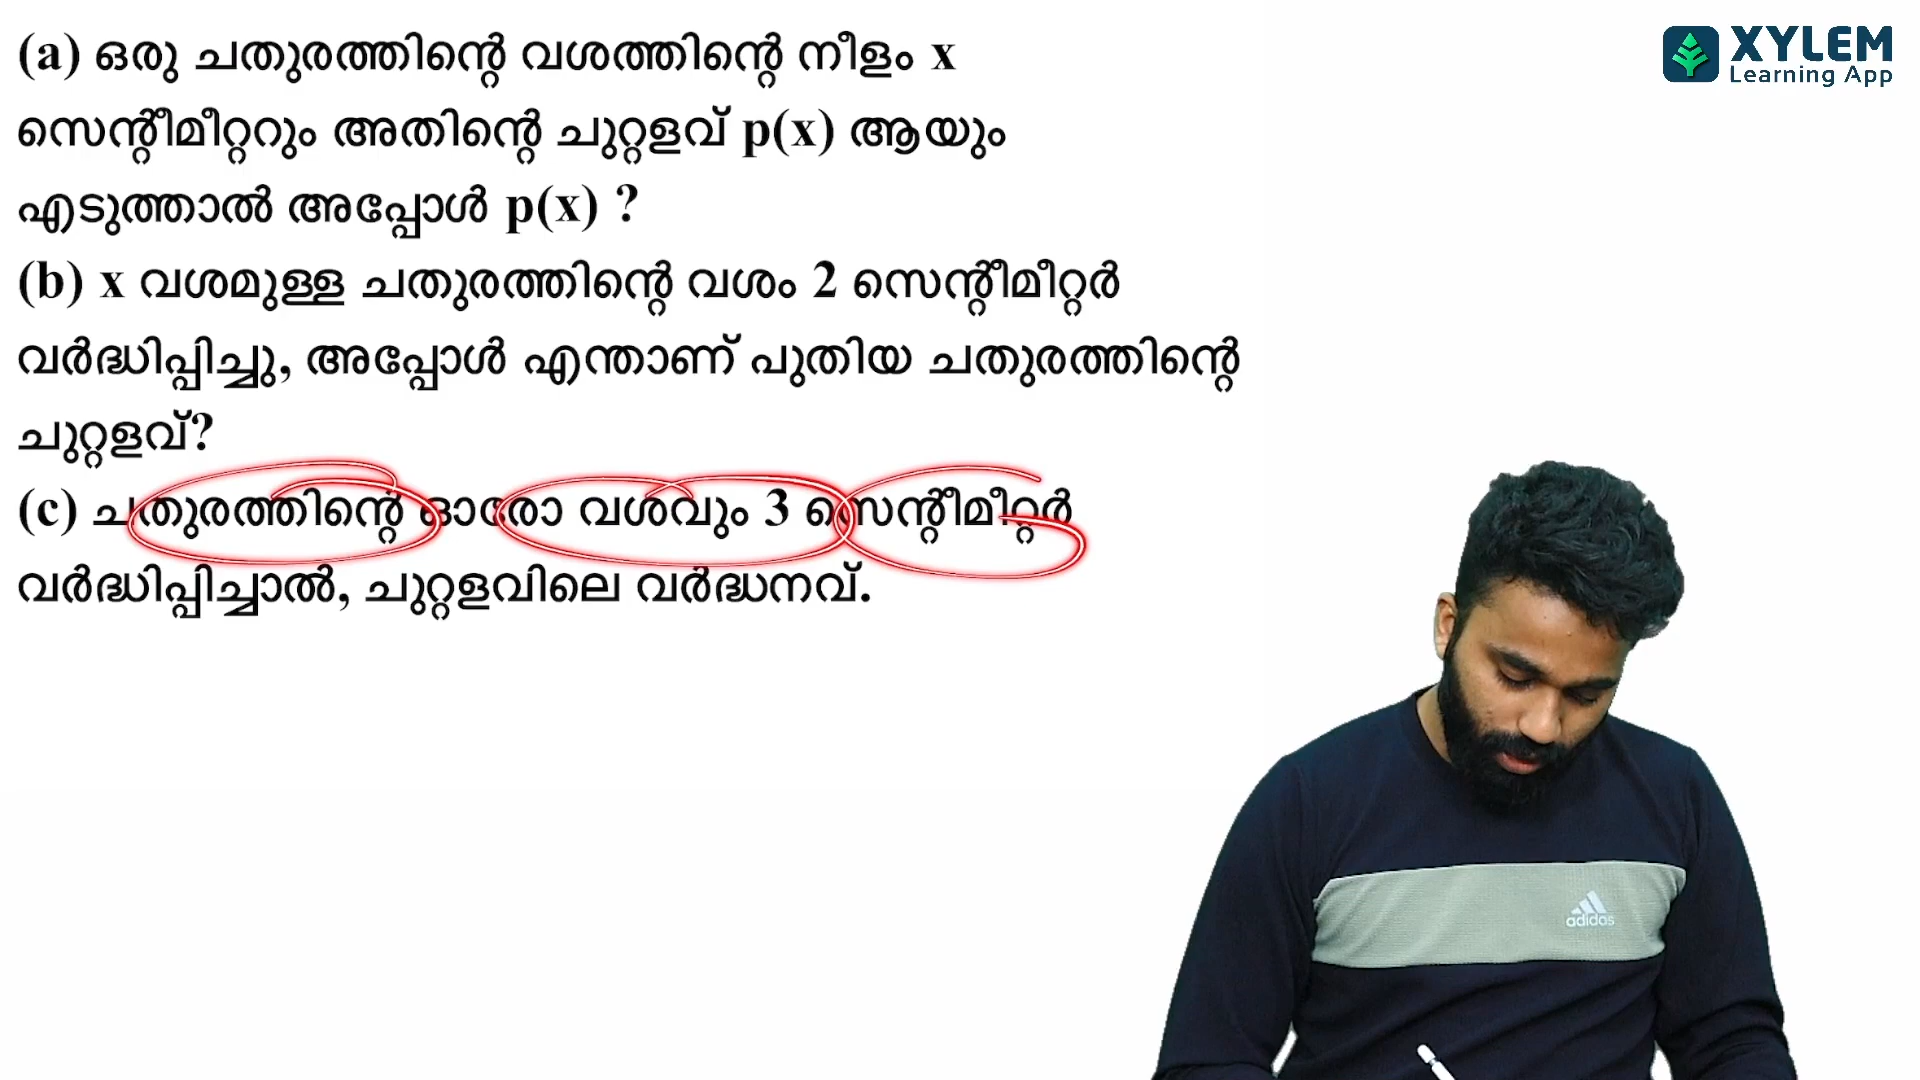 (a) ഒരു ചതുരത്തിന്റെ വശത്തിന്റെ നീളം x
സെന്റീമീറ്ററും അതിന്റെ ചുറ്റളവ് p(x) ആയും
എടുത്താൽ അപ്പോൾ p(x) ?
(b) x വശമുള്ള ചതുരത്തിന്റെ വശം 2 സെന്റീമീറ്റർ
വർദ്ധിപ്പിച്ചു, അപ്പോൾ എന്താണ് പുതിയ ചതുരത്തിന്റെ
ചുറ്റളവ്?
(c) ചതുരത്തിന്റെ ഓരോ വശവും 3 സെന്റീമീറ്റർ
വർദ്ധിപ്പിച്ചാൽ, ചുറ്റളവിലെ വർദ്ധനവ്.
XYLEM
Learning App
adidas